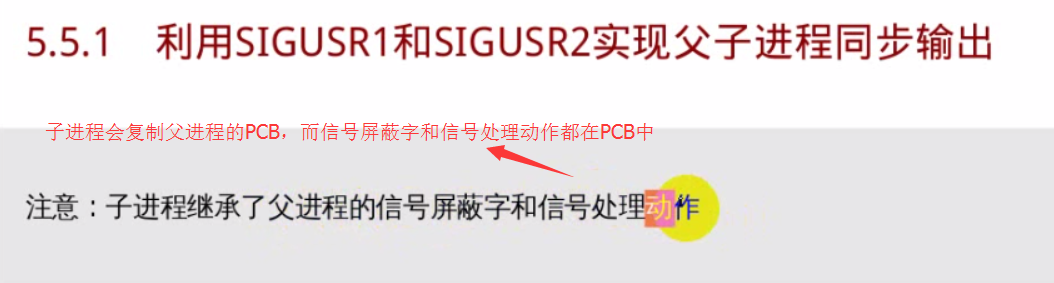 5.5.1 利用SIGUSR1和SIGUSR2实现父子进程同步输出
子进程会复制父进程的PCB，而信号屏蔽字和信号处理动作都在PCB中
注意：子进程继承了父进程的信号屏蔽字和信号处理动作